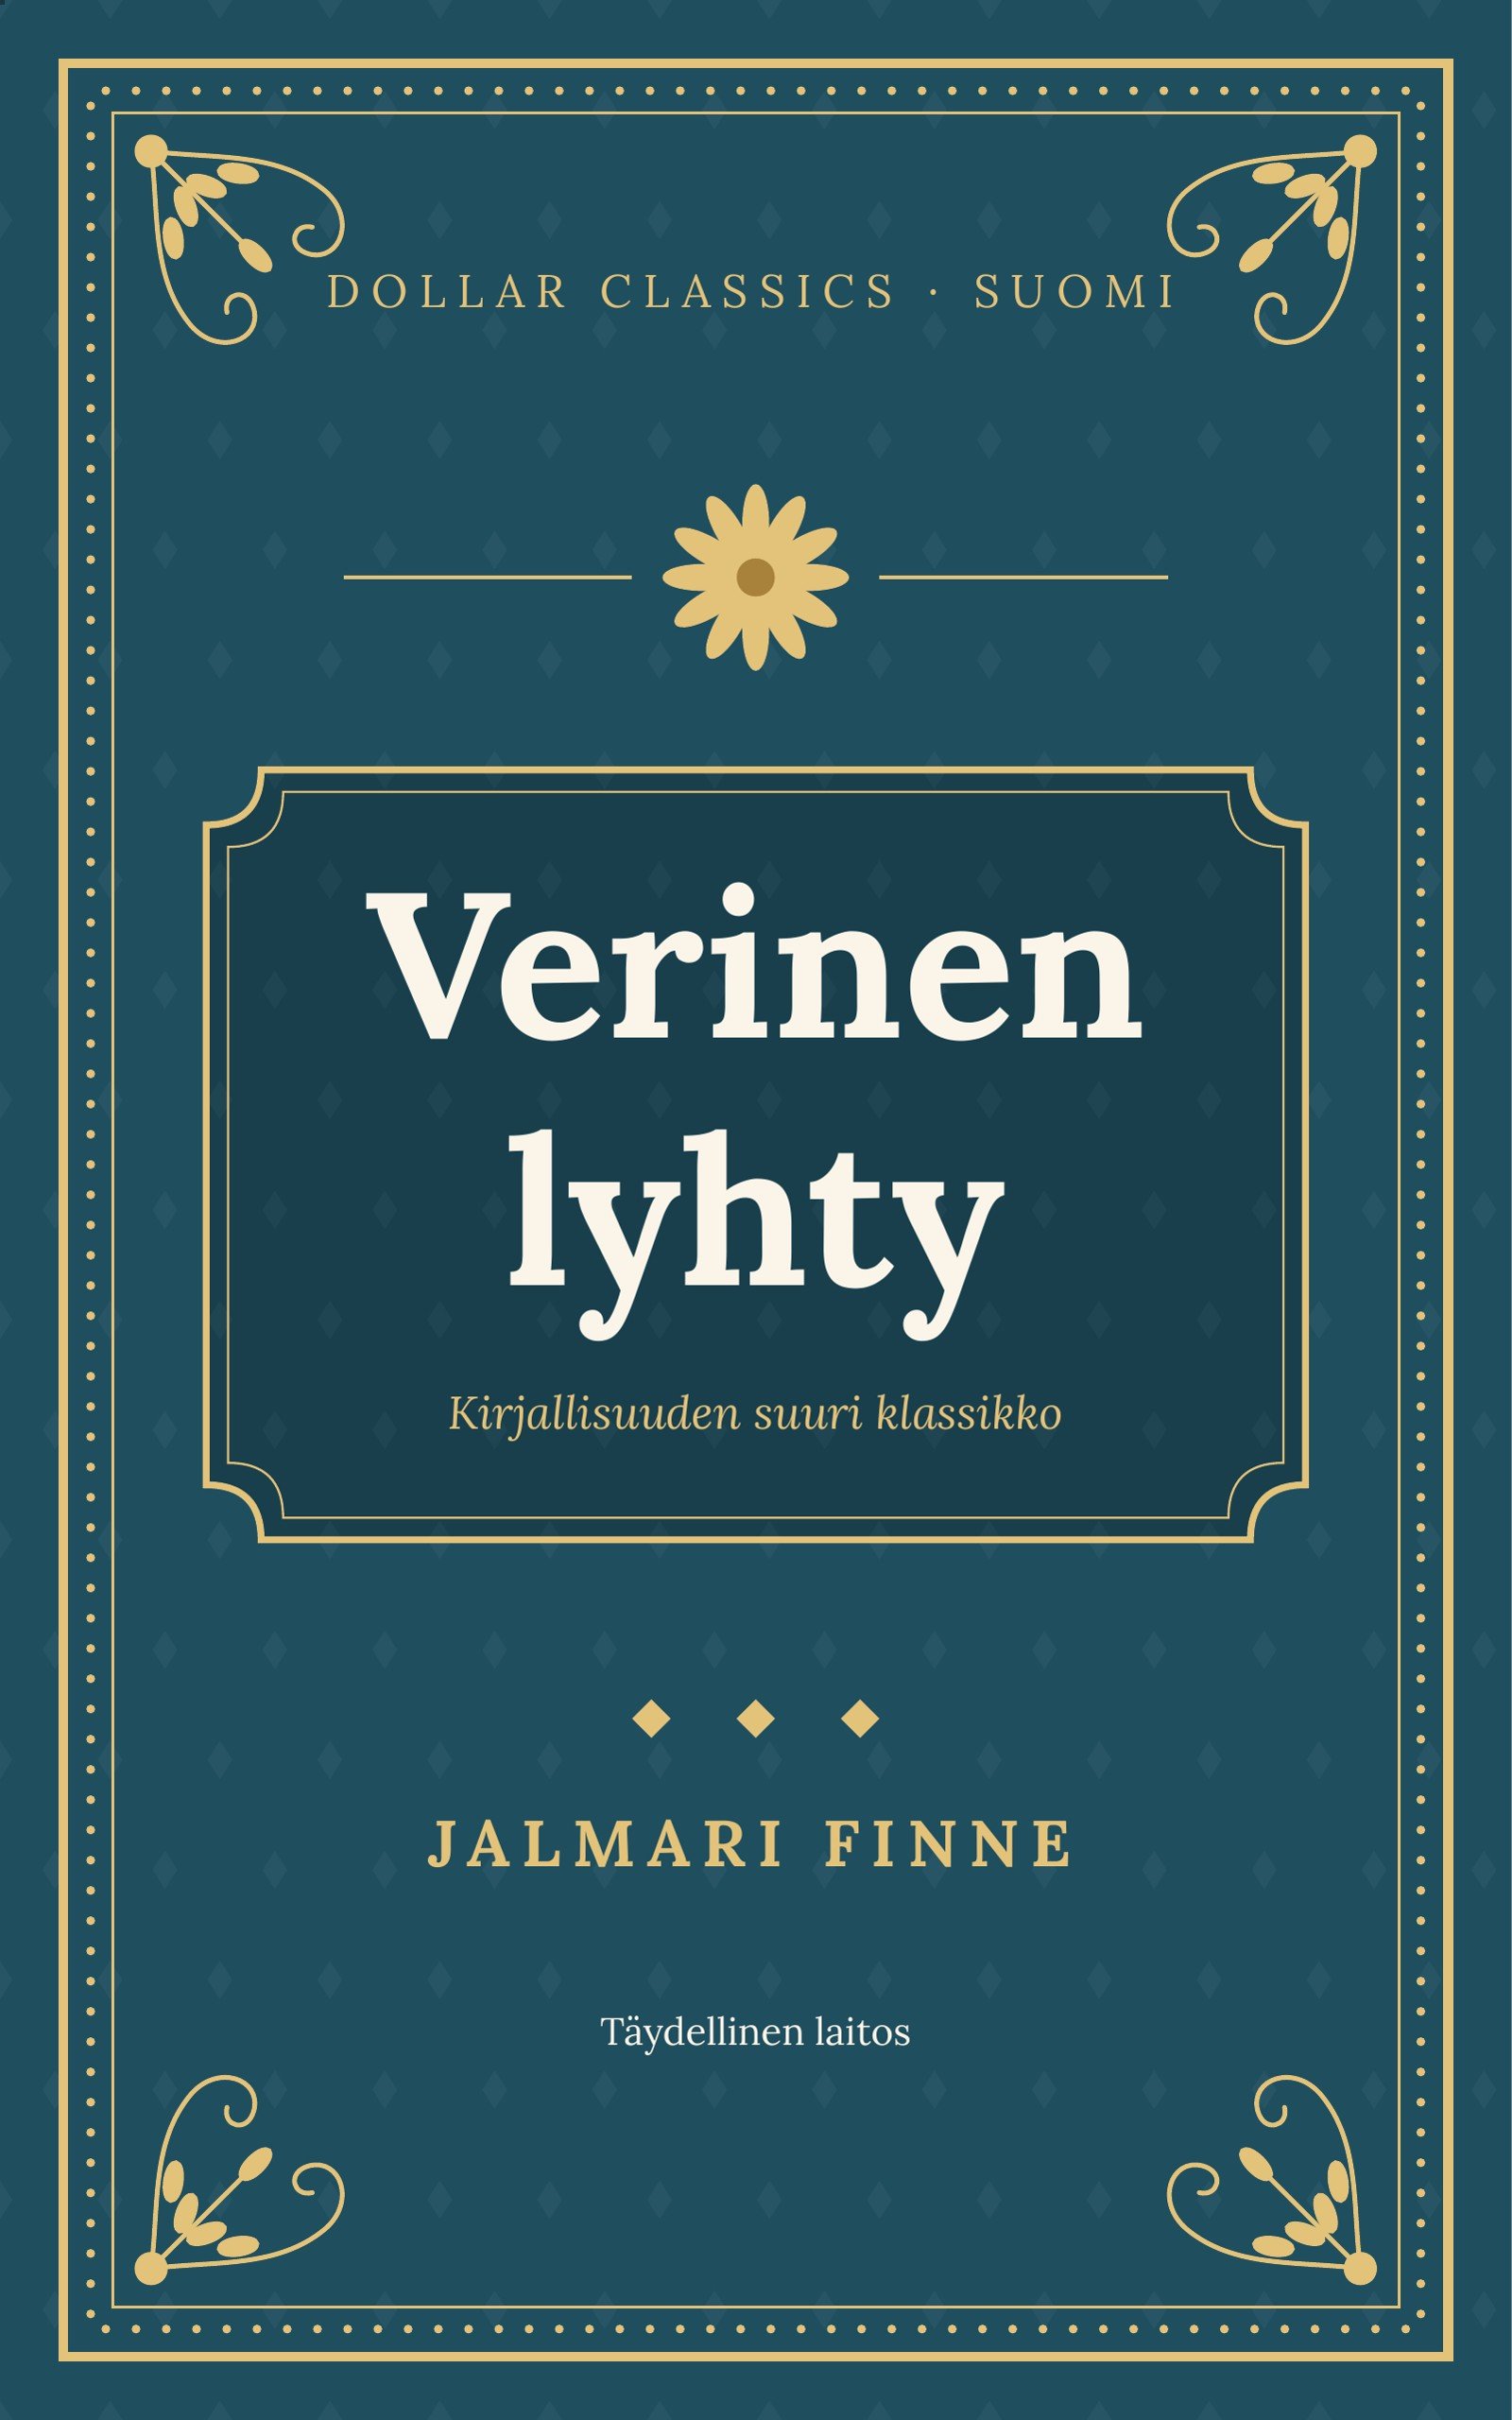 DOLLAR CLASSICS · SUOMI
Verinen
lyhty
Kirjallisuuden suuri klassikko
JALMARI FINNE
Täydellinen laitos